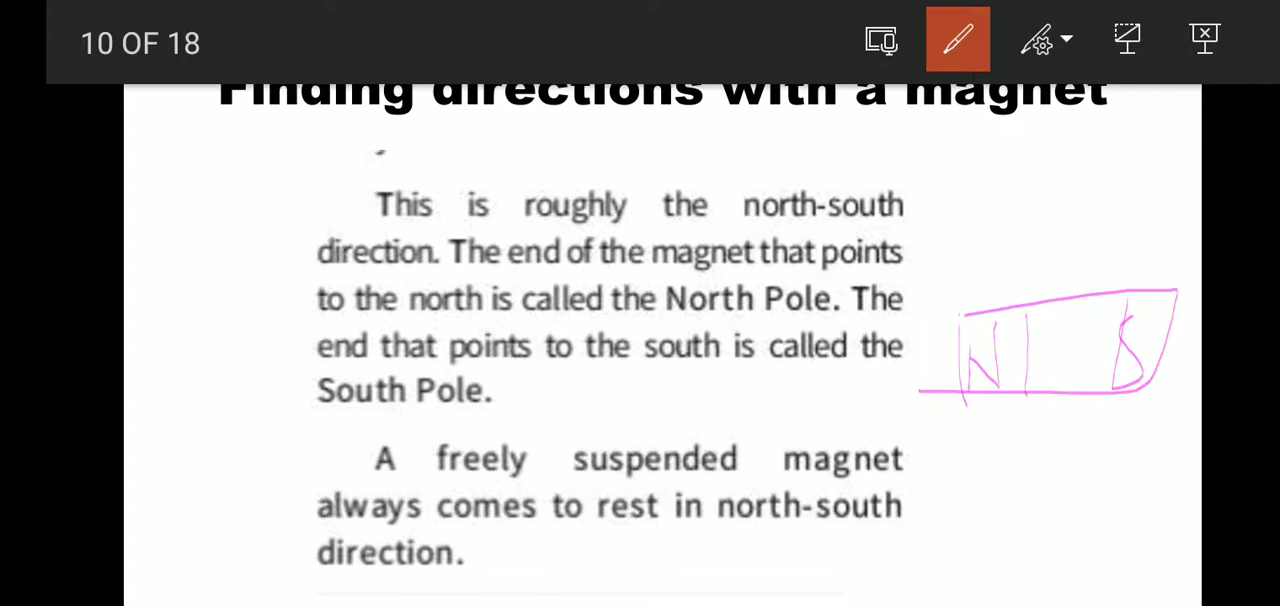 10 OF 18
Finding directions with a magnet
This is roughly the north-south
direction. The end of the magnet that points
to the north is called the North Pole. The
end that points to the south is called the
South Pole.
N S
A freely suspended magnet
always comes to rest in north-south
direction.